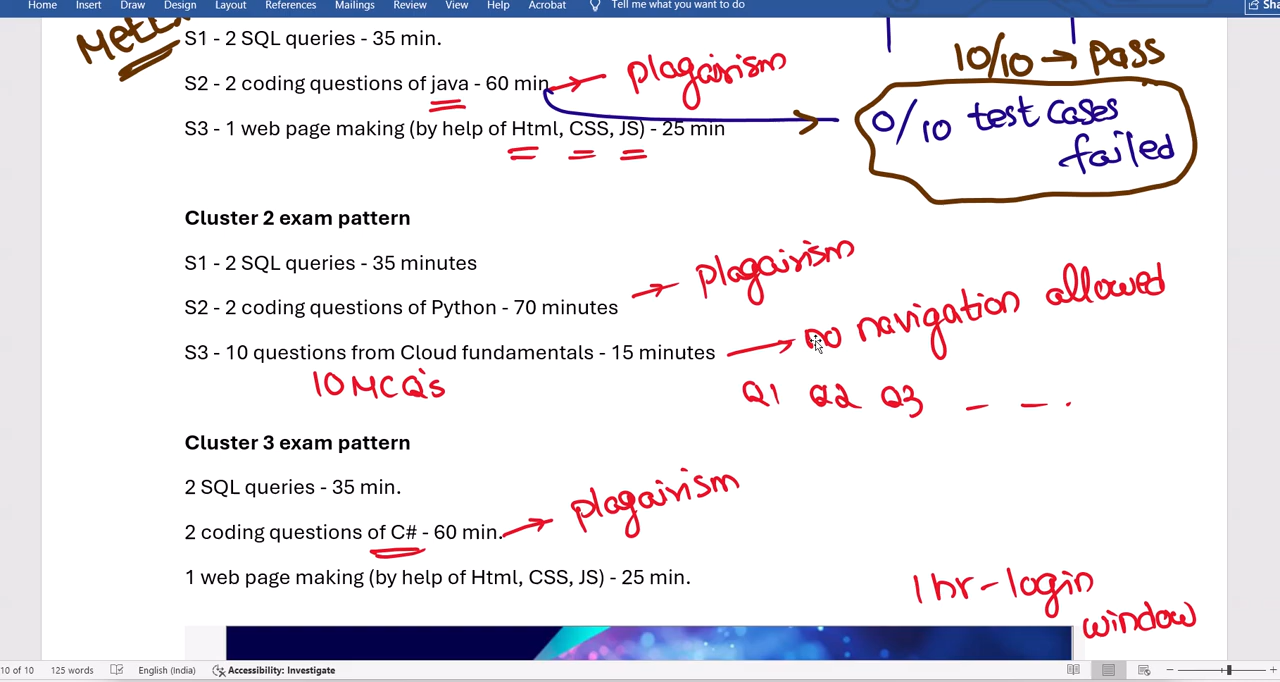 Home Insert Draw Design Layout References Mailings Review View Help Acrobat Tell me what you want to do
S1 - 2 SQL queries - 35 min.
10/10 → pass
S2 - 2 coding questions of java - 60 min → plagairism
0/10 test cases failed
S3 - 1 web page making (by help of Html, CSS, JS) - 25 min
Cluster 2 exam pattern
S1 - 2 SQL queries - 35 minutes
S2 - 2 coding questions of Python - 70 minutes → plagairism
S3 - 10 questions from Cloud fundamentals - 15 minutes → no navigation allowed
10 MCQ's
Q1 Q2 Q3 - - .
Cluster 3 exam pattern
2 SQL queries - 35 min.
2 coding questions of C# - 60 min. → plagairism
1 web page making (by help of Html, CSS, JS) - 25 min.
1 hr - login
window
10 of 10 125 words English (India) Accessibility: Investigate